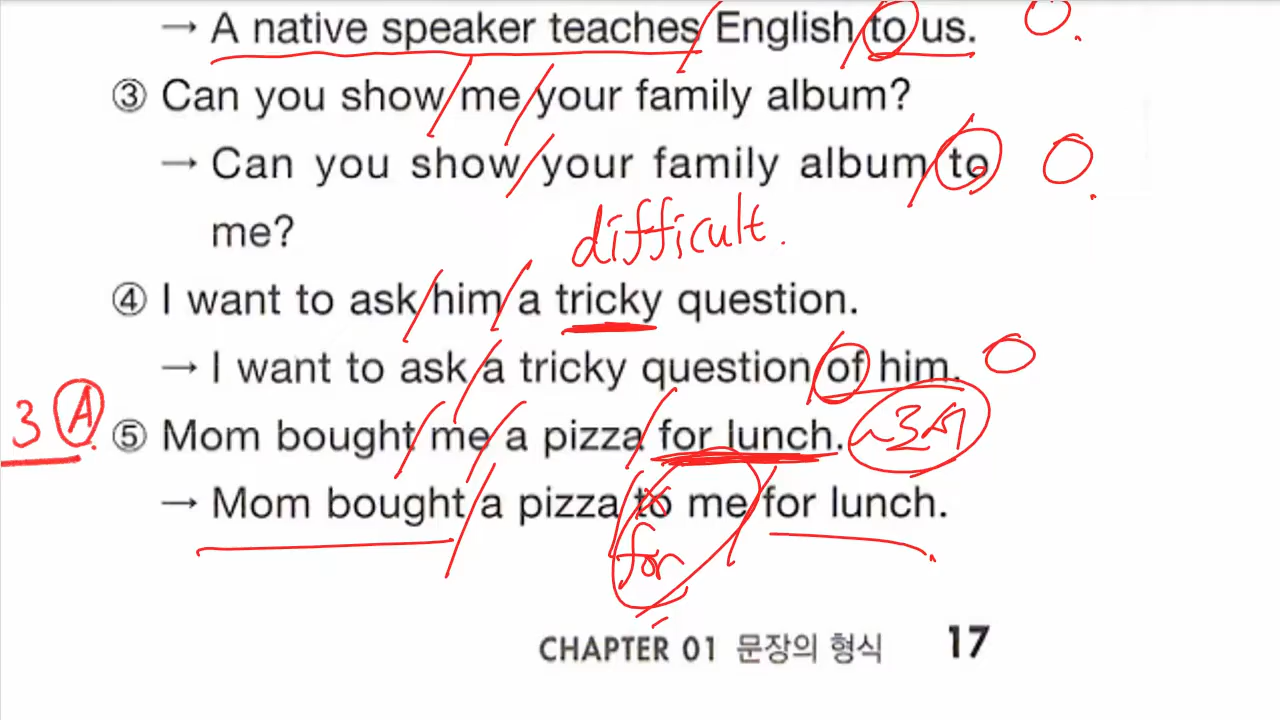 → A native speaker teaches English to us.
③ Can you show me your family album?
→ Can you show your family album to
me?
difficult.
④ I want to ask him a tricky question.
→ I want to ask a tricky question of him.
3 A
⑤ Mom bought me a pizza for lunch.
→ Mom bought a pizza to me for lunch.
for
CHAPTER 01 문장의 형식 17